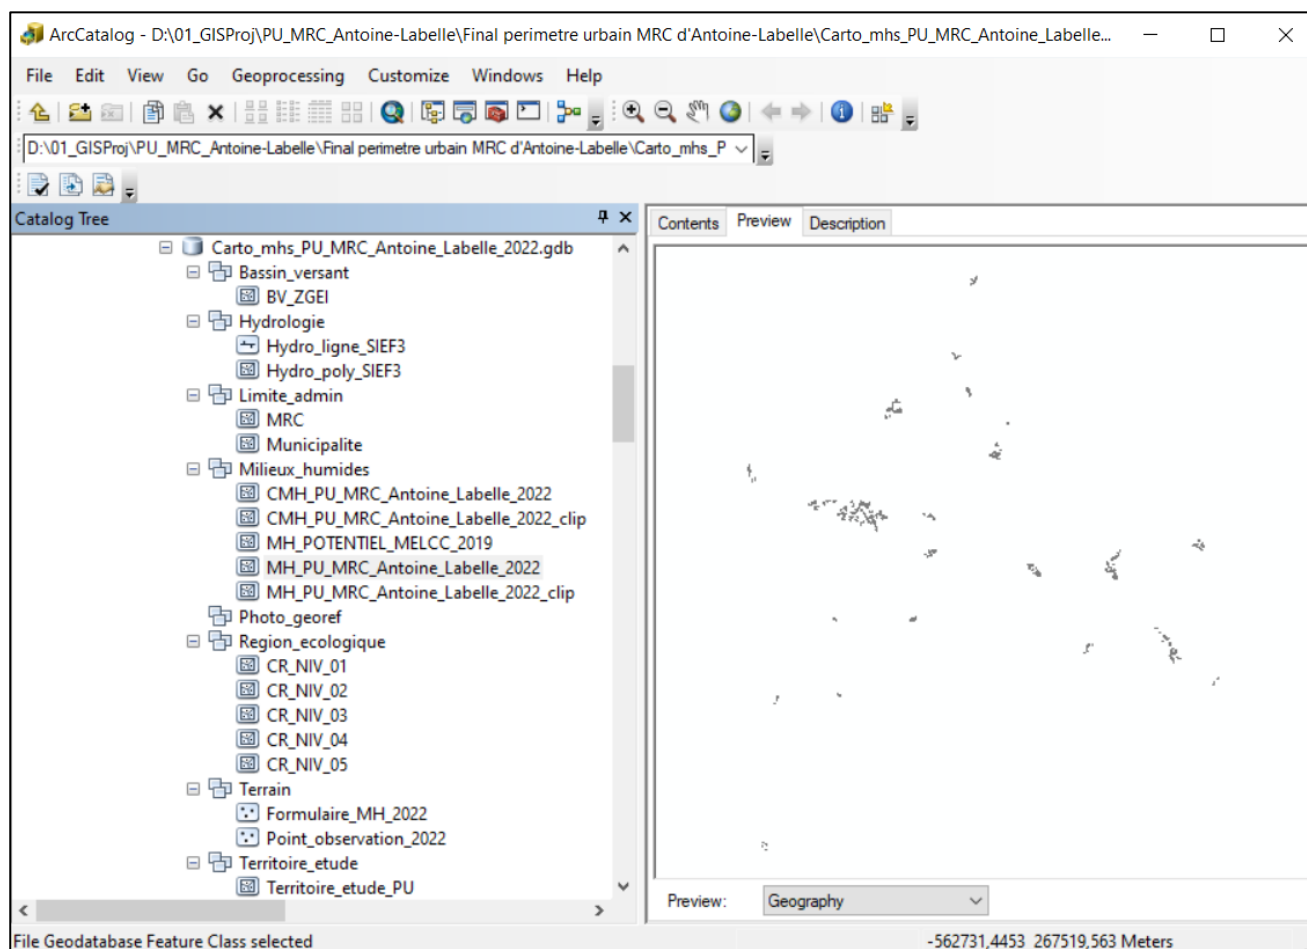 ArcCatalog - D:\01_GISProj\PU_MRC_Antoine-Labelle\Final perimetre urbain MRC d'Antoine-Labelle\Carto_mhs_PU_MRC_Antoine_Labelle...
File Edit View Go Geoprocessing Customize Windows Help
D:\01_GISProj\PU_MRC_Antoine-Labelle\Final perimetre urbain MRC d'Antoine-Labelle\Carto_mhs_P
Catalog Tree
Contents Preview Description
Carto_mhs_PU_MRC_Antoine_Labelle_2022.gdb
Bassin_versant
BV_ZGEI
Hydrologie
Hydro_ligne_SIEF3
Hydro_poly_SIEF3
Limite_admin
MRC
Municipalite
Milieux_humides
CMH_PU_MRC_Antoine_Labelle_2022
CMH_PU_MRC_Antoine_Labelle_2022_clip
MH_POTENTIEL_MELCC_2019
MH_PU_MRC_Antoine_Labelle_2022
MH_PU_MRC_Antoine_Labelle_2022_clip
Photo_georef
Region_ecologique
CR_NIV_01
CR_NIV_02
CR_NIV_03
CR_NIV_04
CR_NIV_05
Terrain
Formulaire_MH_2022
Point_observation_2022
Territoire_etude
Territoire_etude_PU
Preview: Geography
File Geodatabase Feature Class selected
-562731,4453 267519,563 Meters